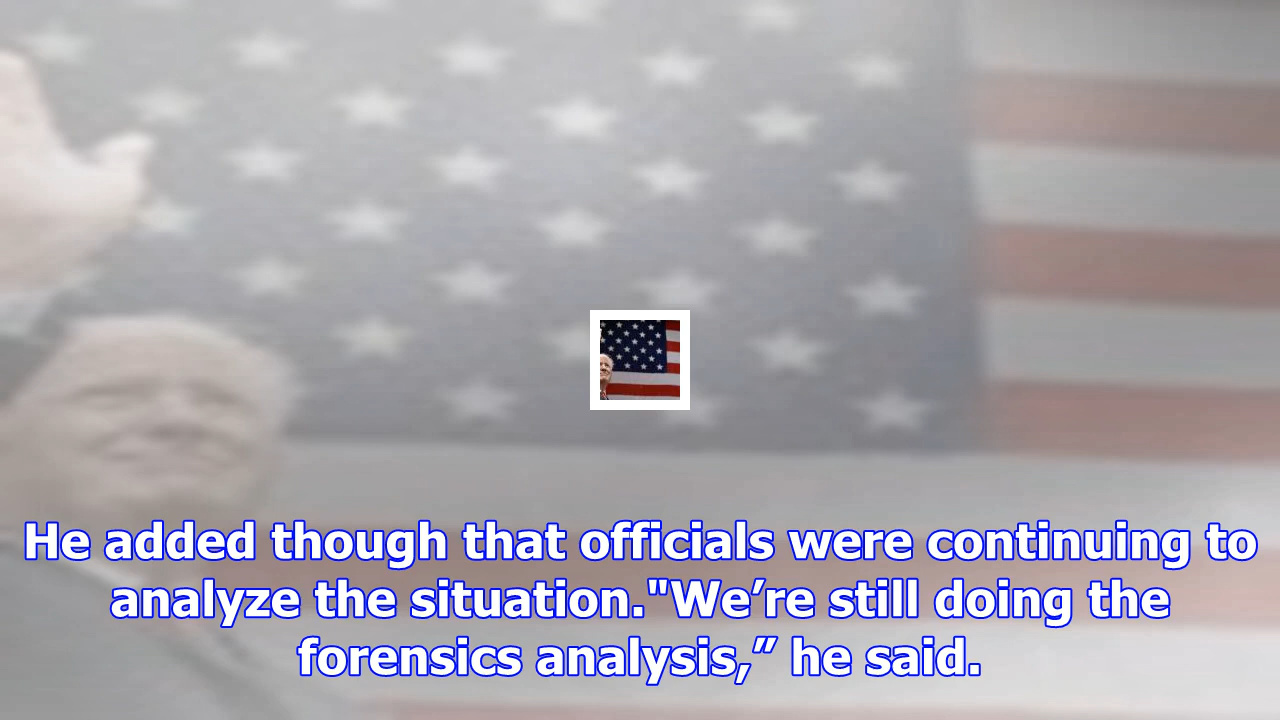 He added though that officials were continuing to
analyze the situation."We’re still doing the
forensics analysis,” he said.